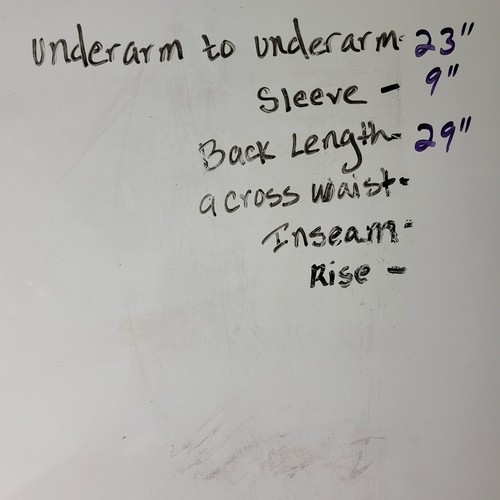 underarm to underarm- 23"
Sleeve - 9"
Back Length- 29"
across waist-
Inseam-
Rise -